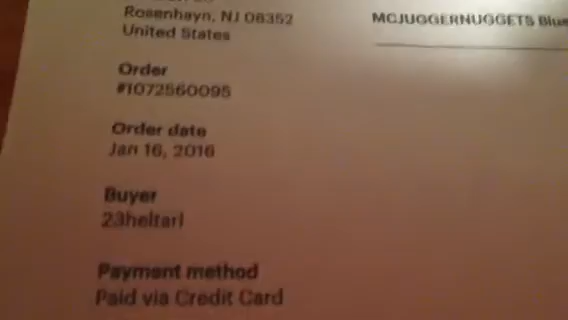 Rosenhayn, NJ 08352
United States
MCJUGGERNUGGETS Blue
Order
#1072560095
Order date
Jan 16, 2016
Buyer
23heltarl
Payment method
Paid via Credit Card